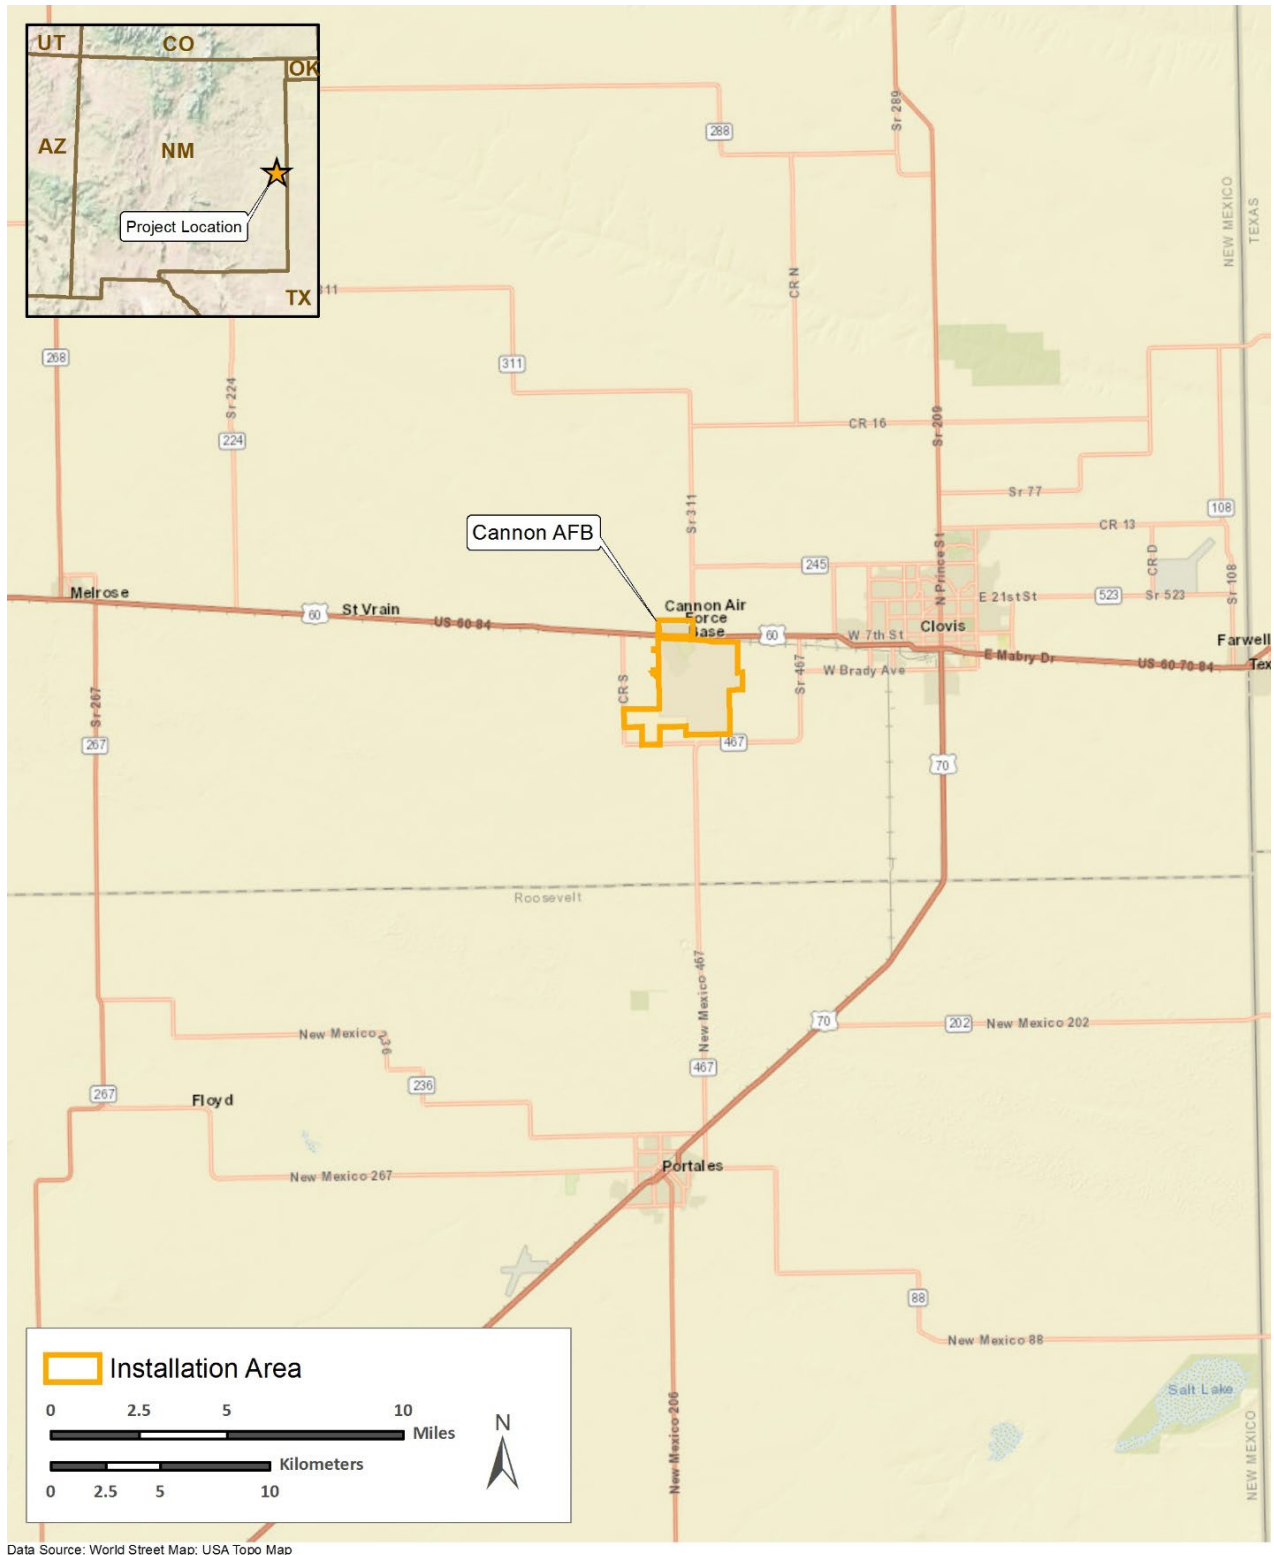 UT
CO
OK
AZ
NM
Project Location
TX
288
Sr 289
NEW MEXICO
TEXAS
CR N
311
268
311
Sr 224
224
CR 16
Sr 209
Sr 77
108
Sr 311
CR 13
Cannon AFB
N Prince St
CR D
245
Melrose
60
St Vrain
US 60-84
Cannon Air
Force
Base
60
W 7th St
Clovis
E 21st St
523
Sr 523
Sr 108
Farwell
E Mabry Dr
US 60-70-84
Tex
W Brady Ave
CR S
Sr 467
Sr 267
267
467
70
Roosevelt
New Mexico 467
New Mexico 236
70
202
New Mexico 202
467
267
Floyd
236
New Mexico 267
Portales
88
New Mexico 88
New Mexico 206
Salt Lake
NEW MEXICO
Installation Area
0 2.5 5 10
Miles
Kilometers
0 2.5 5 10
N
Data Source: World Street Map; USA Topo Map